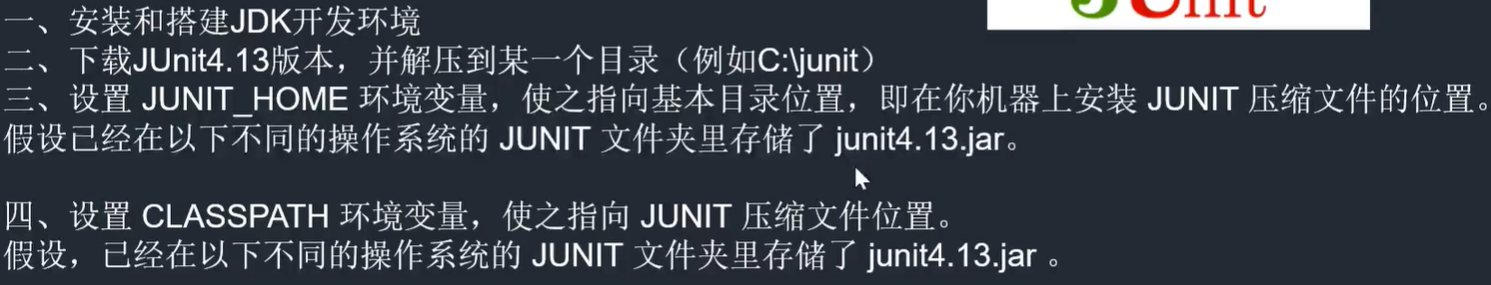 JUnit
一、安装和搭建JDK开发环境
二、下载JUnit4.13版本，并解压到某一个目录（例如C:\junit）
三、设置 JUNIT_HOME 环境变量，使之指向基本目录位置，即在你机器上安装 JUNIT 压缩文件的位置。
假设已经在以下不同的操作系统的 JUNIT 文件夹里存储了 junit4.13.jar。
四、设置 CLASSPATH 环境变量，使之指向 JUNIT 压缩文件位置。
假设，已经在以下不同的操作系统的 JUNIT 文件夹里存储了 junit4.13.jar 。